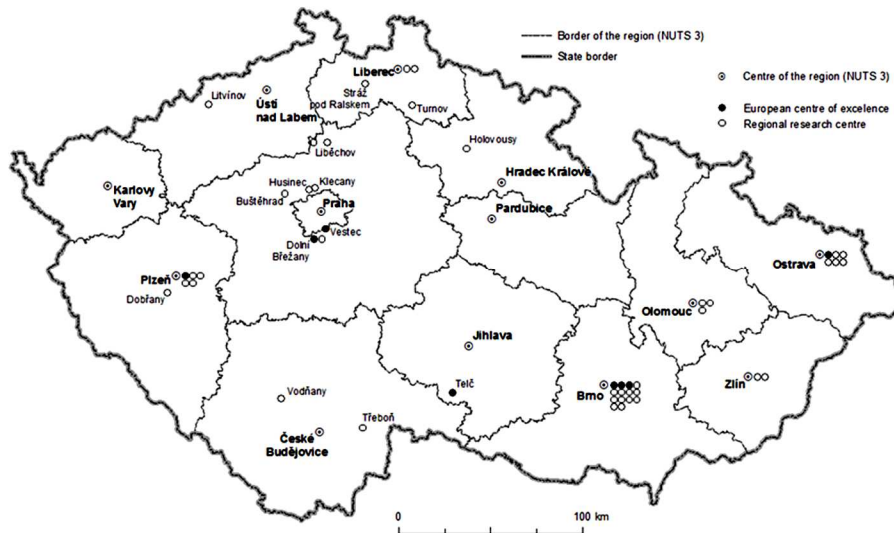 Border of the region (NUTS 3)
State border
Centre of the region (NUTS 3)
European centre of excelence
Regional research centre
Liberec
Stráž
pod Ralskem
Turnov
Litvínov
Ústí
nad Labem
Liběchov
Holovousy
Hradec Králové
Pardubice
Karlovy
Vary
Husinec
Klecany
Buštěhrad
Praha
Vestec
Dolní
Břežany
Plzeň
Dobřany
Ostrava
Olomouc
Jihlava
Telč
Brno
Zlín
Vodňany
Třeboň
České
Budějovice
0
100 km